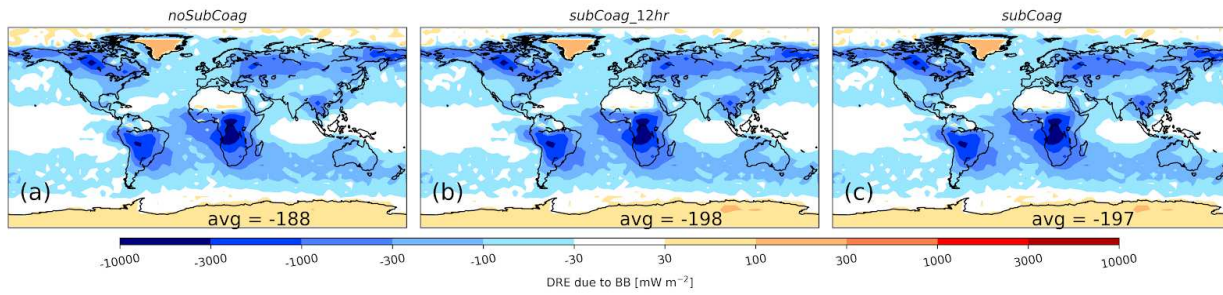 noSubCoag
subCoag_12hr
subCoag
(a)
avg = -188
(b)
avg = -198
(c)
avg = -197
-10000 -3000 -1000 -300 -100 -30 30 100 300 1000 3000 10000
DRE due to BB [mW m⁻²]